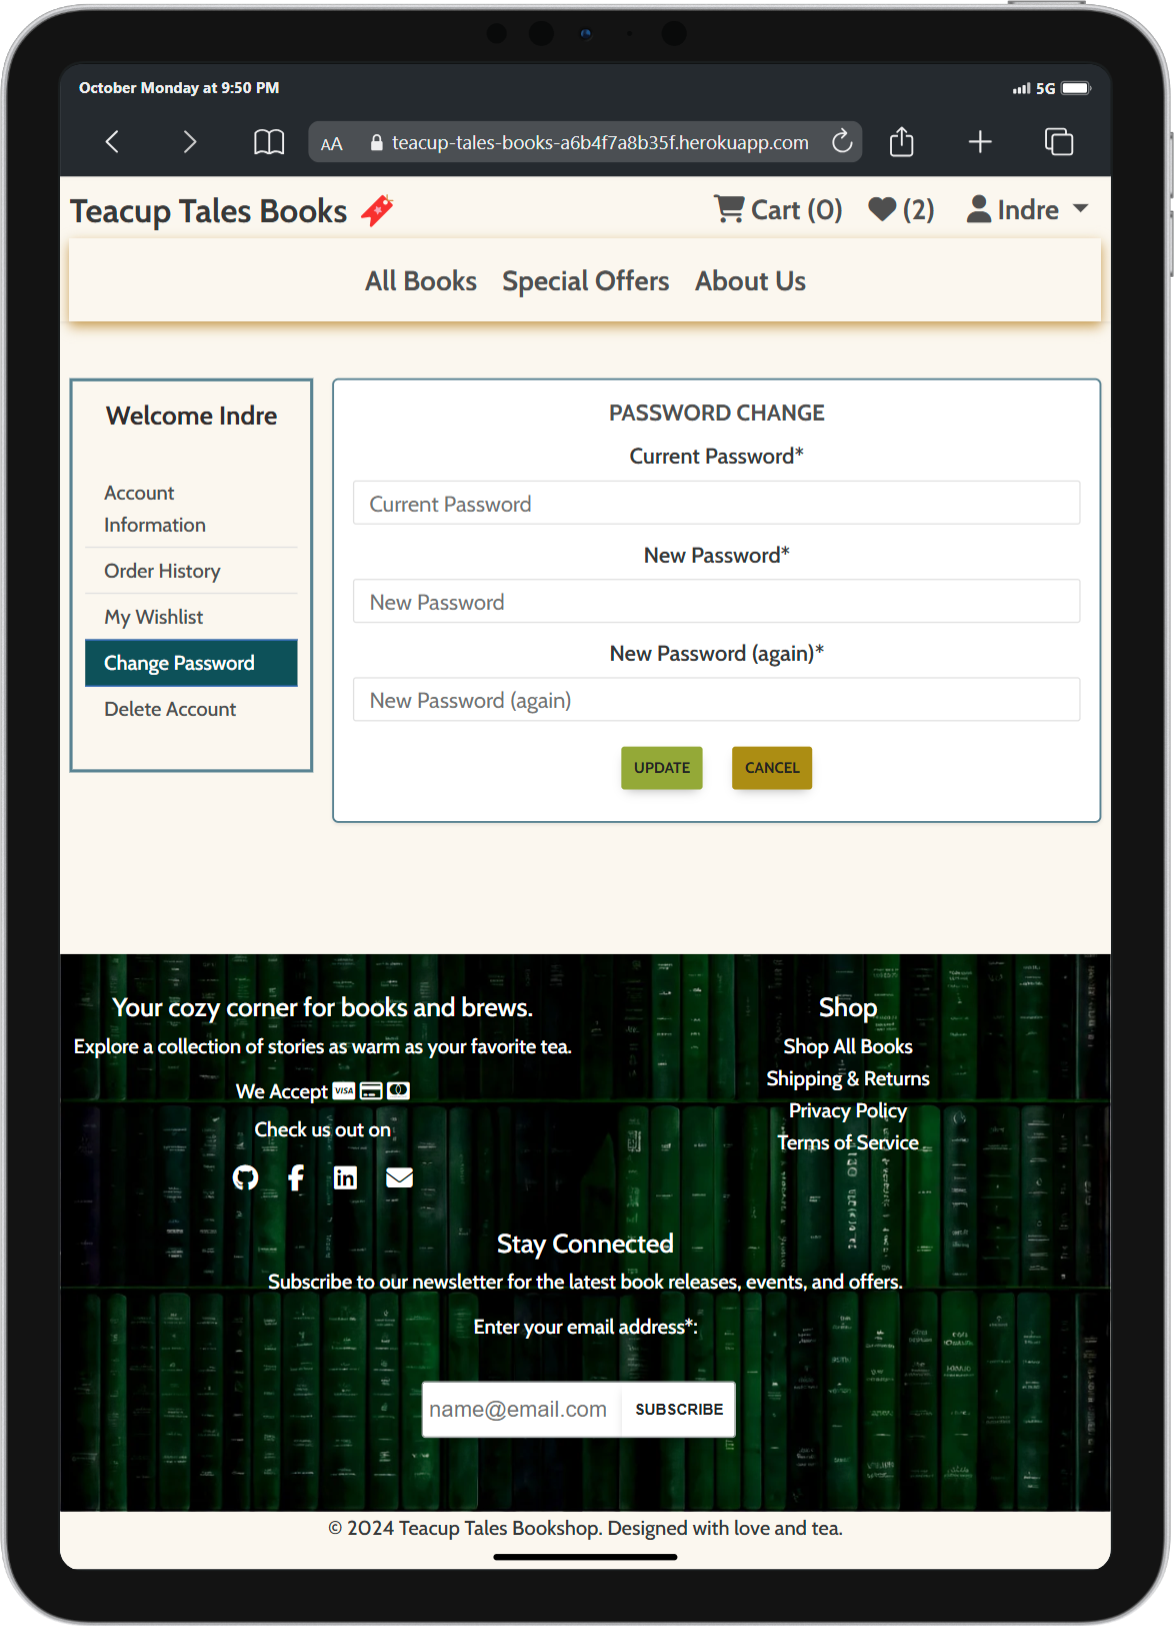 October Monday at 9:50 PM
5G
AA teacup-tales-books-a6b4f7a8b35f.herokuapp.com
Teacup Tales Books
Cart (0) (2) Indre
All Books Special Offers About Us
Welcome Indre
Account
Information
Order History
My Wishlist
Change Password
Delete Account
PASSWORD CHANGE
Current Password*
Current Password
New Password*
New Password
New Password (again)*
New Password (again)
UPDATE CANCEL
Your cozy corner for books and brews.
Explore a collection of stories as warm as your favorite tea.
We Accept VISA
Check us out on
Shop
Shop All Books
Shipping & Returns
Privacy Policy
Terms of Service
Stay Connected
Subscribe to our newsletter for the latest book releases, events, and offers.
Enter your email address*:
name@email.com SUBSCRIBE
© 2024 Teacup Tales Bookshop. Designed with love and tea.